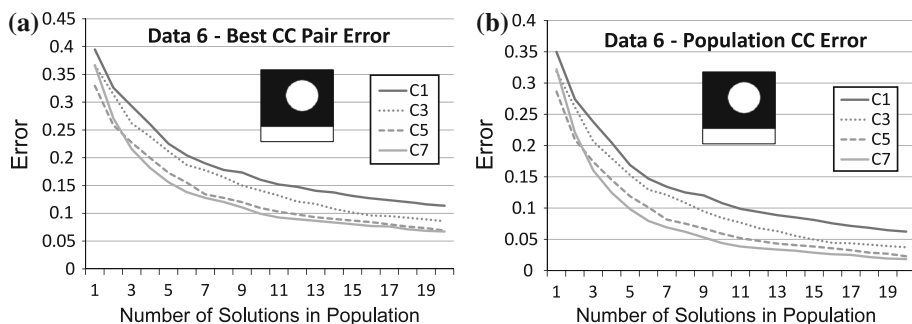 (a)
Data 6 - Best CC Pair Error
0.45
0.4
0.35
0.3
0.25
0.2
0.15
0.1
0.05
0
Error
C1
C3
C5
C7
1 3 5 7 9 11 13 15 17 19
Number of Solutions in Population
(b)
Data 6 - Population CC Error
0.4
0.35
0.3
0.25
0.2
0.15
0.1
0.05
0
Error
C1
C3
C5
C7
1 3 5 7 9 11 13 15 17 19
Number of Solutions in Population